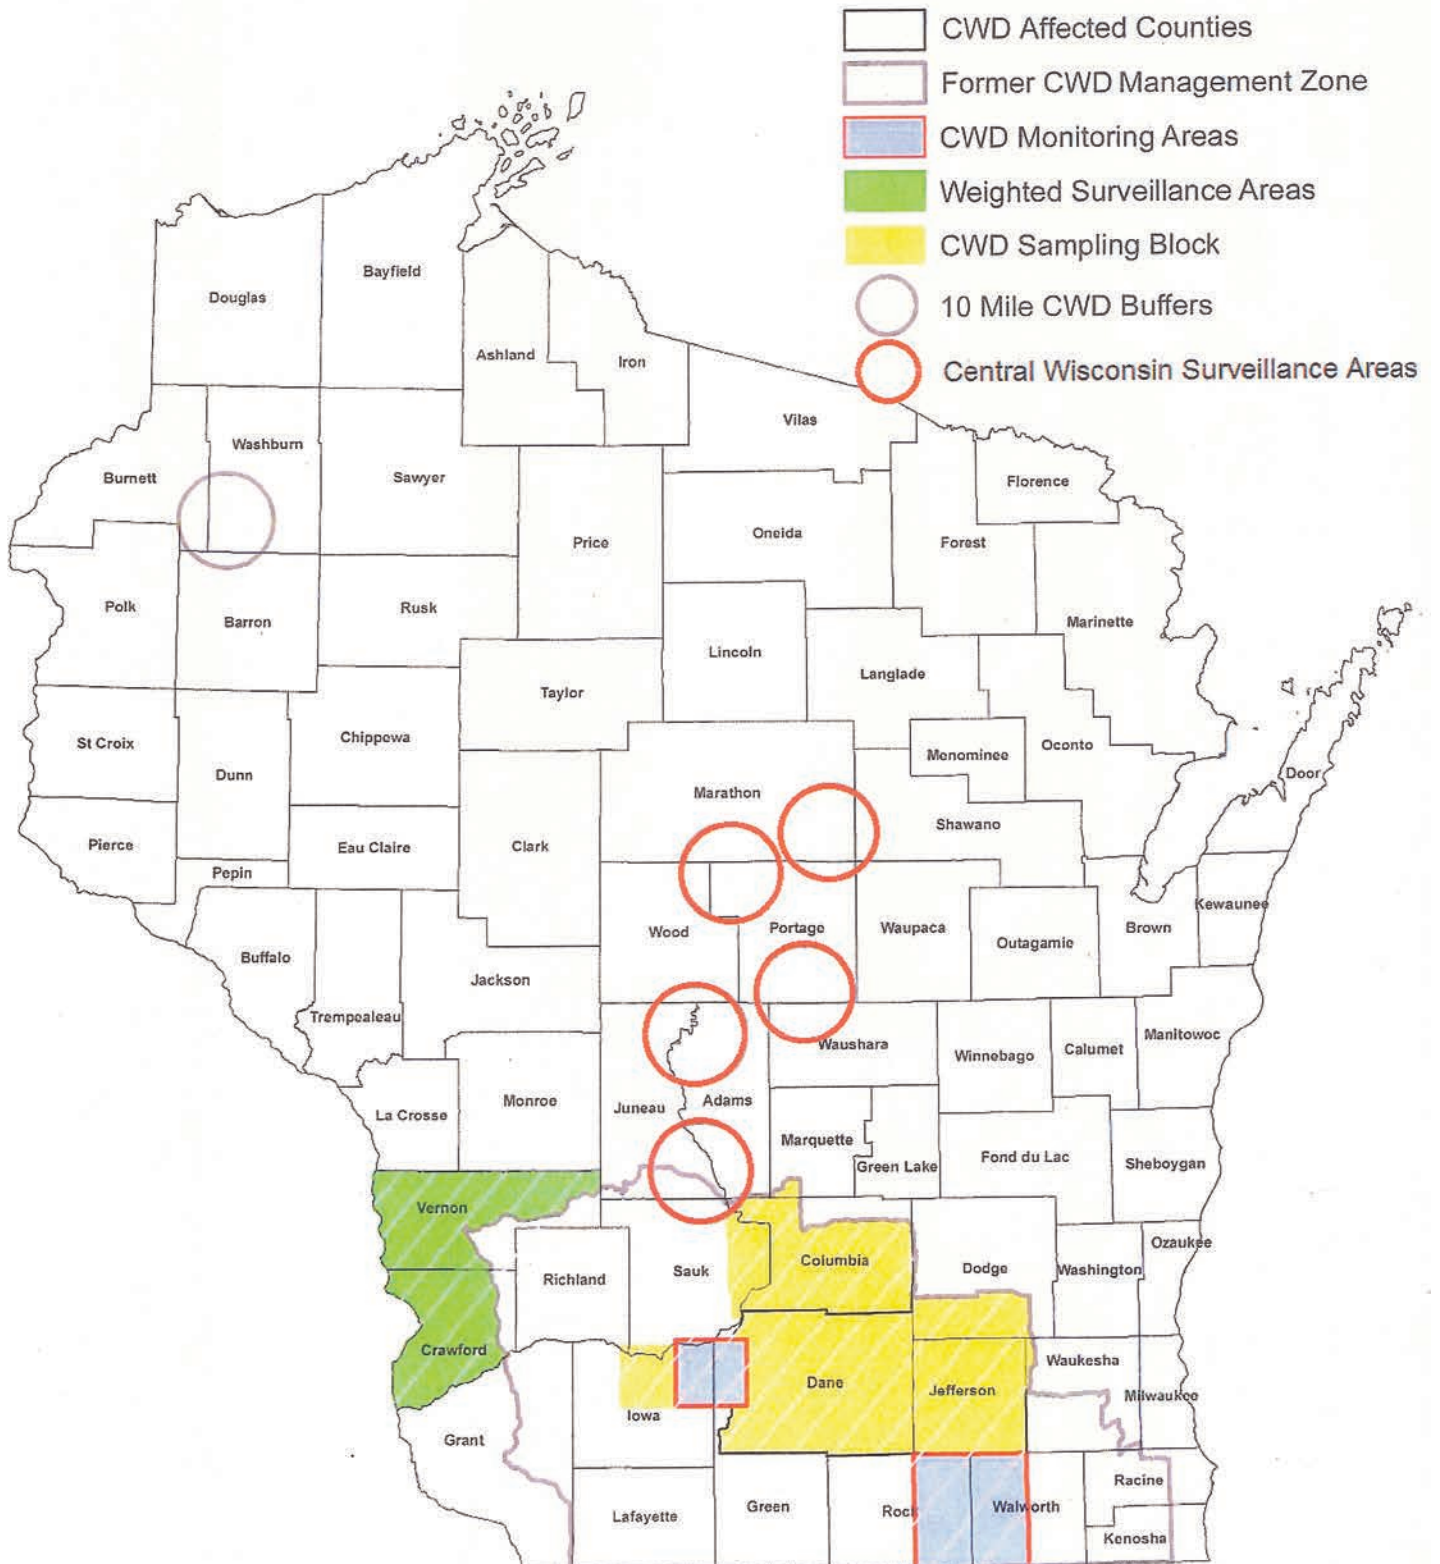 CWD Affected Counties
Former CWD Management Zone
CWD Monitoring Areas
Weighted Surveillance Areas
CWD Sampling Block
10 Mile CWD Buffers
Central Wisconsin Surveillance Areas
Bayfield
Douglas
Ashland
Iron
Vilas
Washburn
Burnett
Sawyer
Florence
Oneida
Price
Forest
Polk
Rusk
Barron
Marinette
Lincoln
Langlade
Taylor
Chippewa
St Croix
Oconto
Menominee
Dunn
Door
Marathon
Shawano
Pierce
Eau Claire
Clark
Pepin
Kewaunee
Wood
Portage
Waupaca
Brown
Outagamie
Buffalo
Jackson
Trempealeau
Manitowoc
Waushara
Winnebago
Calumet
Monroe
Adams
Juneau
La Crosse
Marquette
Green Lake
Fond du Lac
Sheboygan
Vernon
Ozaukee
Columbia
Richland
Sauk
Dodge
Washington
Crawford
Waukesha
Dane
Jefferson
Milwaukee
Iowa
Grant
Racine
Green
Rock
Walworth
Lafayette
Kenosha